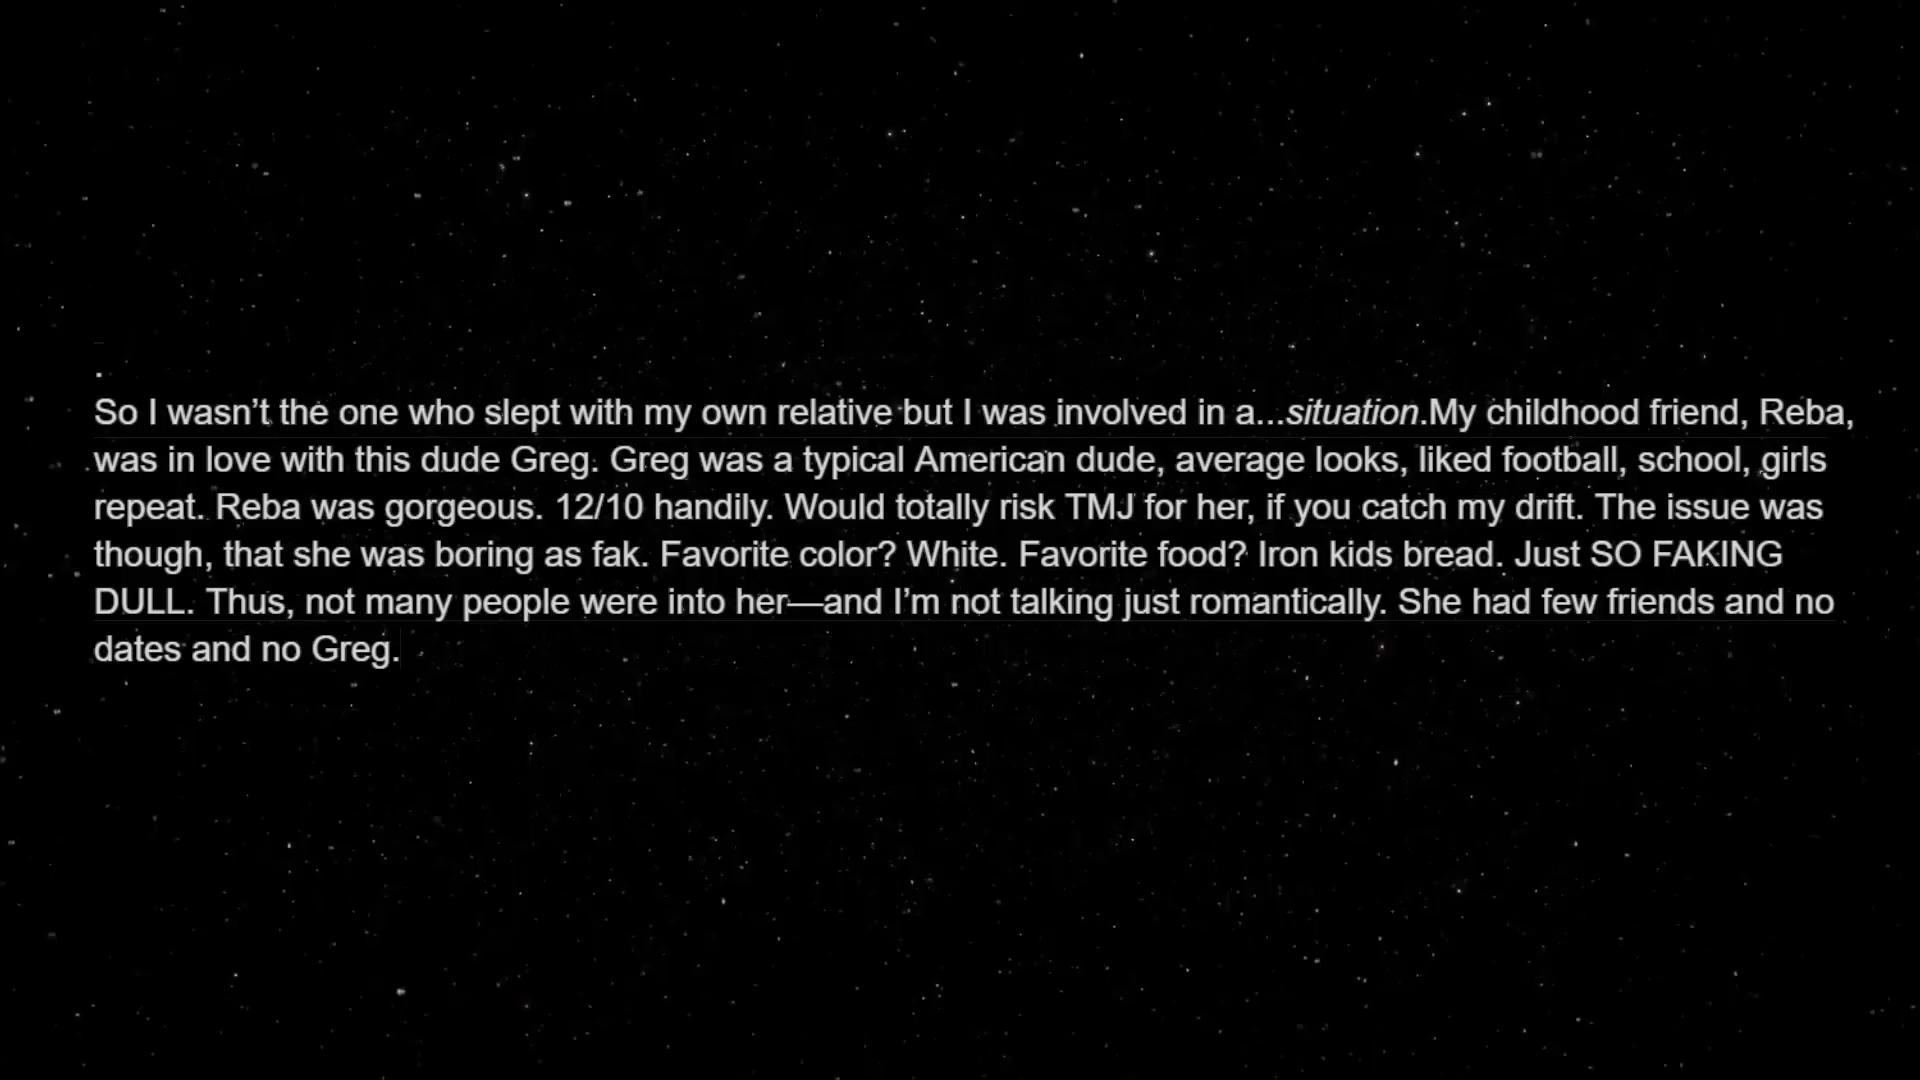 So I wasn’t the one who slept with my own relative but I was involved in a...situation.My childhood friend, Reba,
was in love with this dude Greg. Greg was a typical American dude, average looks, liked football, school, girls
repeat. Reba was gorgeous. 12/10 handily. Would totally risk TMJ for her, if you catch my drift. The issue was
though, that she was boring as fak. Favorite color? White. Favorite food? Iron kids bread. Just SO FAKING
DULL. Thus, not many people were into her—and I’m not talking just romantically. She had few friends and no
dates and no Greg.